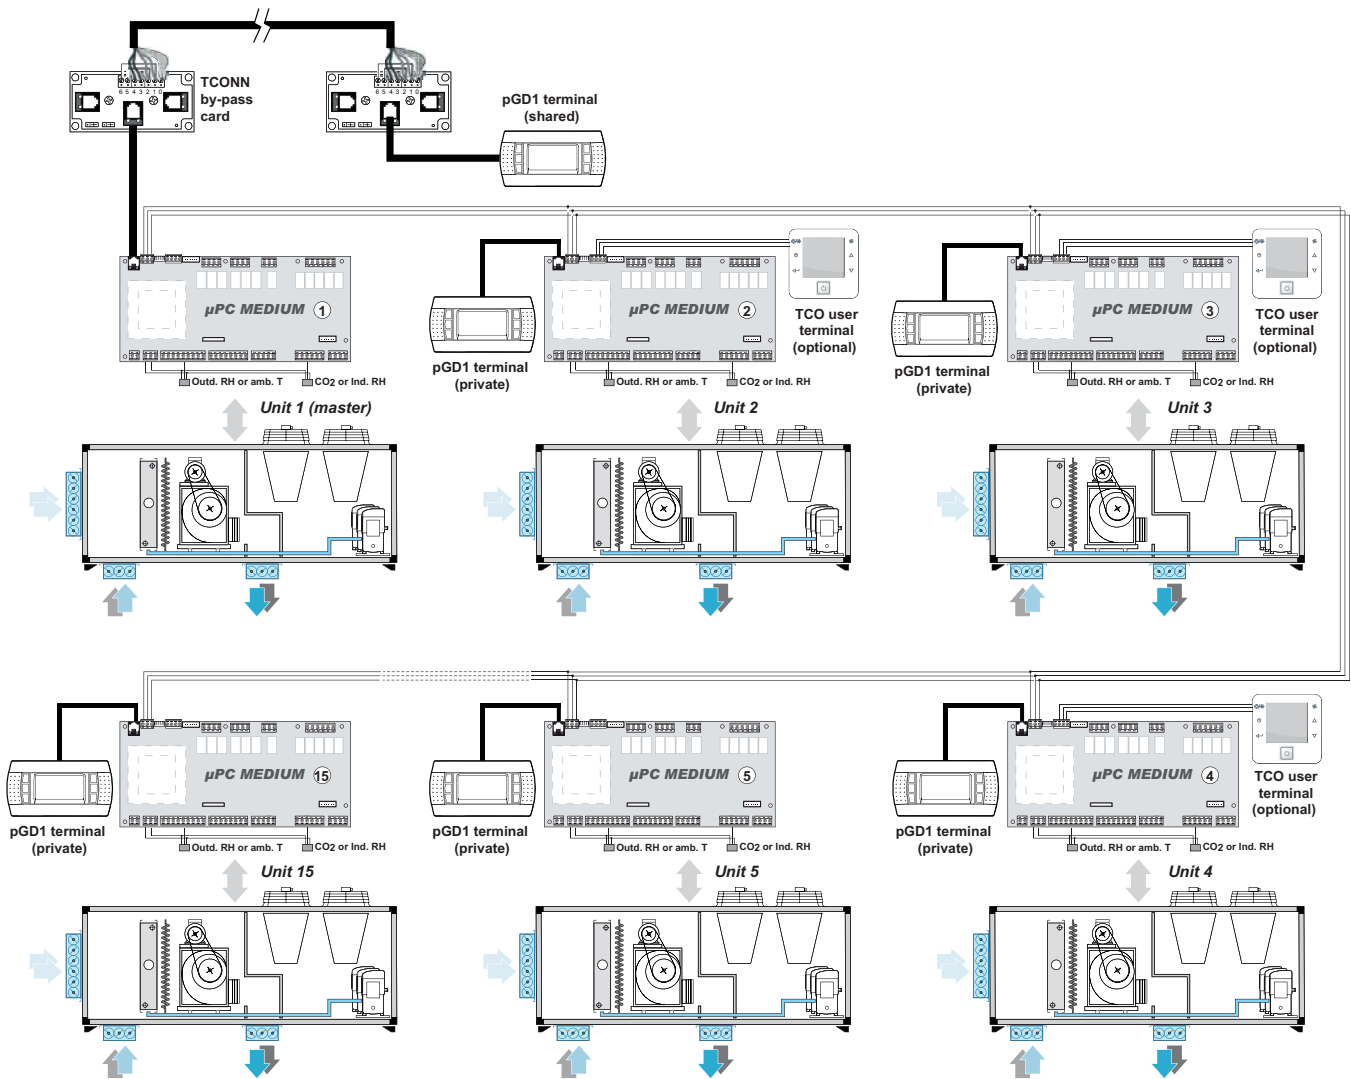 TCONN
by-pass
card
6 5 4 3 2 1 0
6 5 4 3 2 1 0
pGD1 terminal
(shared)
µPC MEDIUM 1
Outd. RH or amb. T
CO2 or Ind. RH
Unit 1 (master)
pGD1 terminal
(private)
µPC MEDIUM 2
TCO user
terminal
(optional)
Outd. RH or amb. T
CO2 or Ind. RH
Unit 2
pGD1 terminal
(private)
µPC MEDIUM 3
TCO user
terminal
(optional)
Outd. RH or amb. T
CO2 or Ind. RH
Unit 3
pGD1 terminal
(private)
µPC MEDIUM 15
Outd. RH or amb. T
CO2 or Ind. RH
Unit 15
pGD1 terminal
(private)
µPC MEDIUM 5
Outd. RH or amb. T
CO2 or Ind. RH
Unit 5
pGD1 terminal
(private)
µPC MEDIUM 4
TCO user
terminal
(optional)
Outd. RH or amb. T
CO2 or Ind. RH
Unit 4